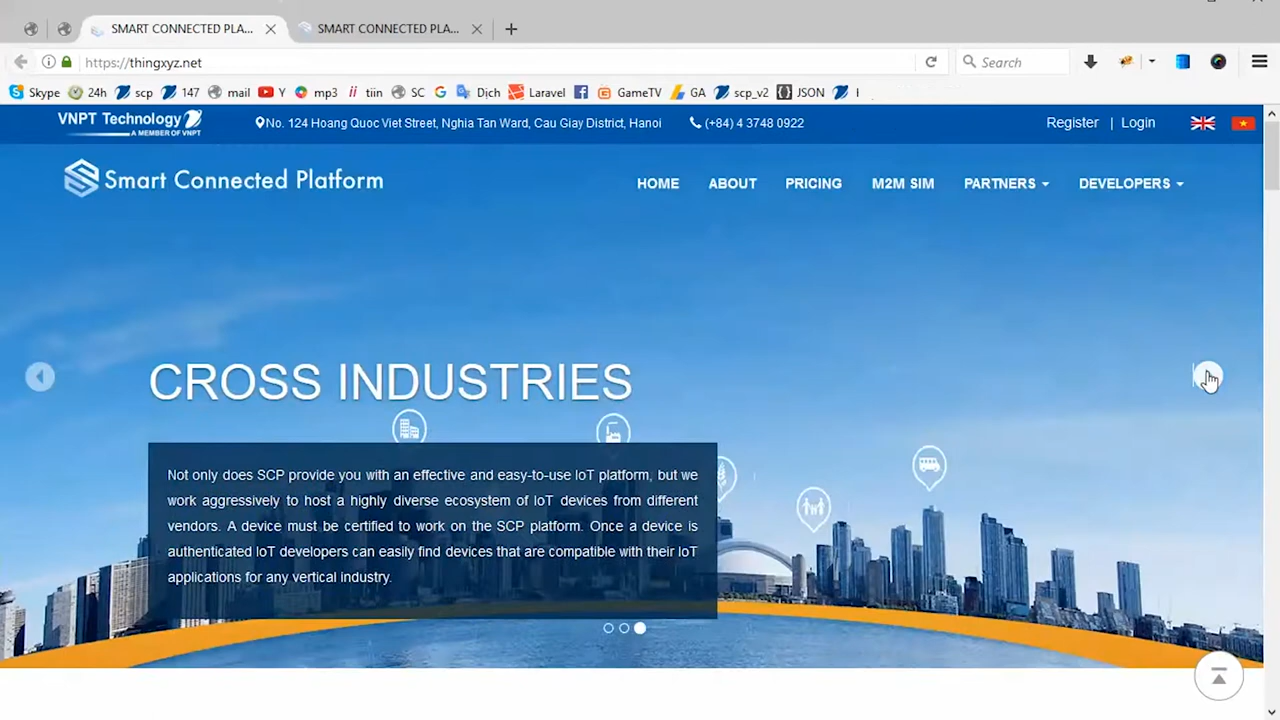 SMART CONNECTED PLA...
SMART CONNECTED PLA...
https://thingxyz.net
Search
Skype 24h scp 147 mail Y mp3 tiin SC Dịch Laravel GameTV GA scp_v2 JSON I
VNPT Technology
A MEMBER OF VNPT
No. 124 Hoang Quoc Viet Street, Nghia Tan Ward, Cau Giay District, Hanoi
(+84) 4 3748 0922
Register | Login
Smart Connected Platform
HOME ABOUT PRICING M2M SIM PARTNERS DEVELOPERS
CROSS INDUSTRIES
Not only does SCP provide you with an effective and easy-to-use IoT platform, but we
work aggressively to host a highly diverse ecosystem of IoT devices from different
vendors. A device must be certified to work on the SCP platform. Once a device is
authenticated IoT developers can easily find devices that are compatible with their IoT
applications for any vertical industry.